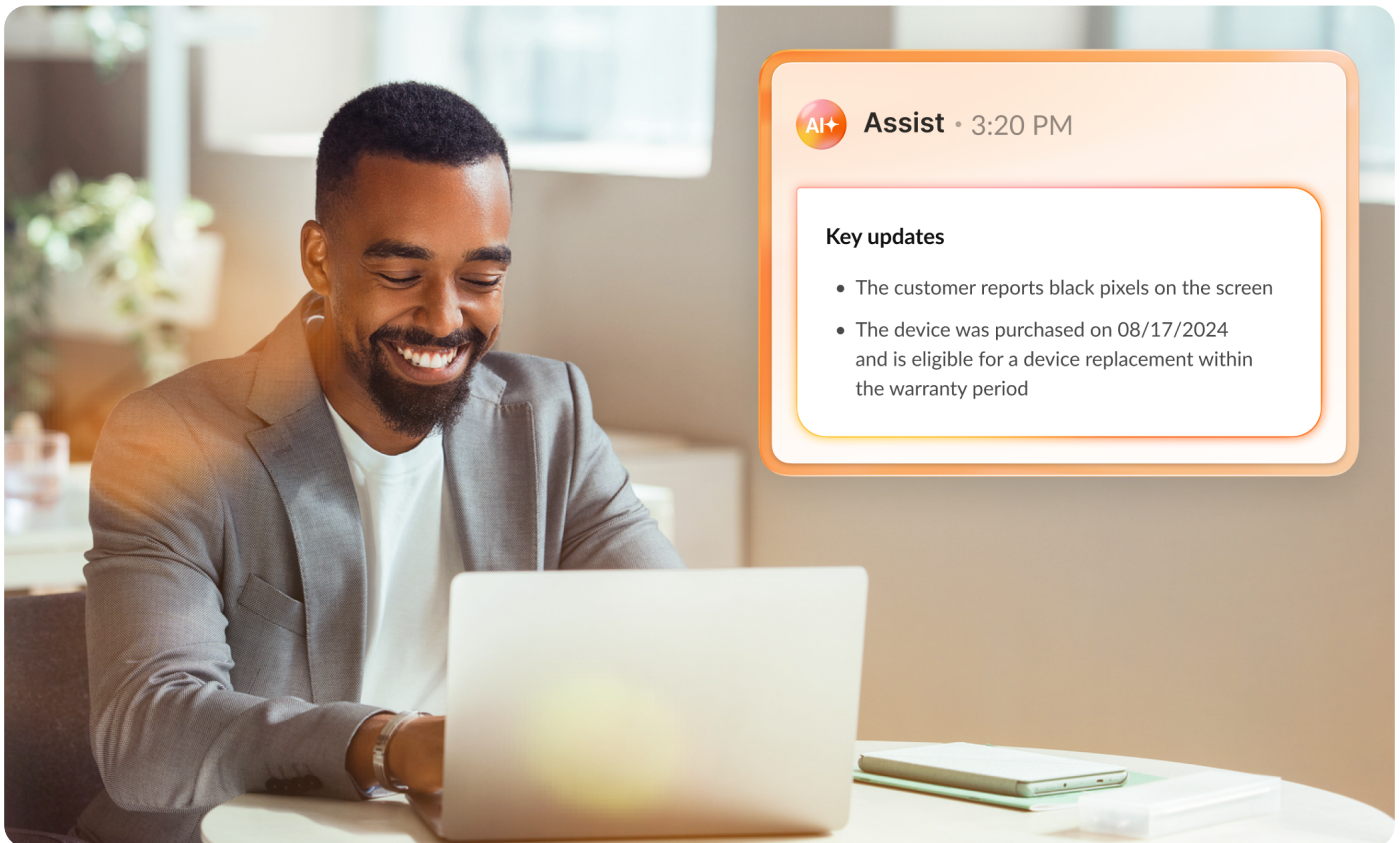 AI
Assist • 3:20 PM
Key updates
• The customer reports black pixels on the screen
• The device was purchased on 08/17/2024
and is eligible for a device replacement within
the warranty period